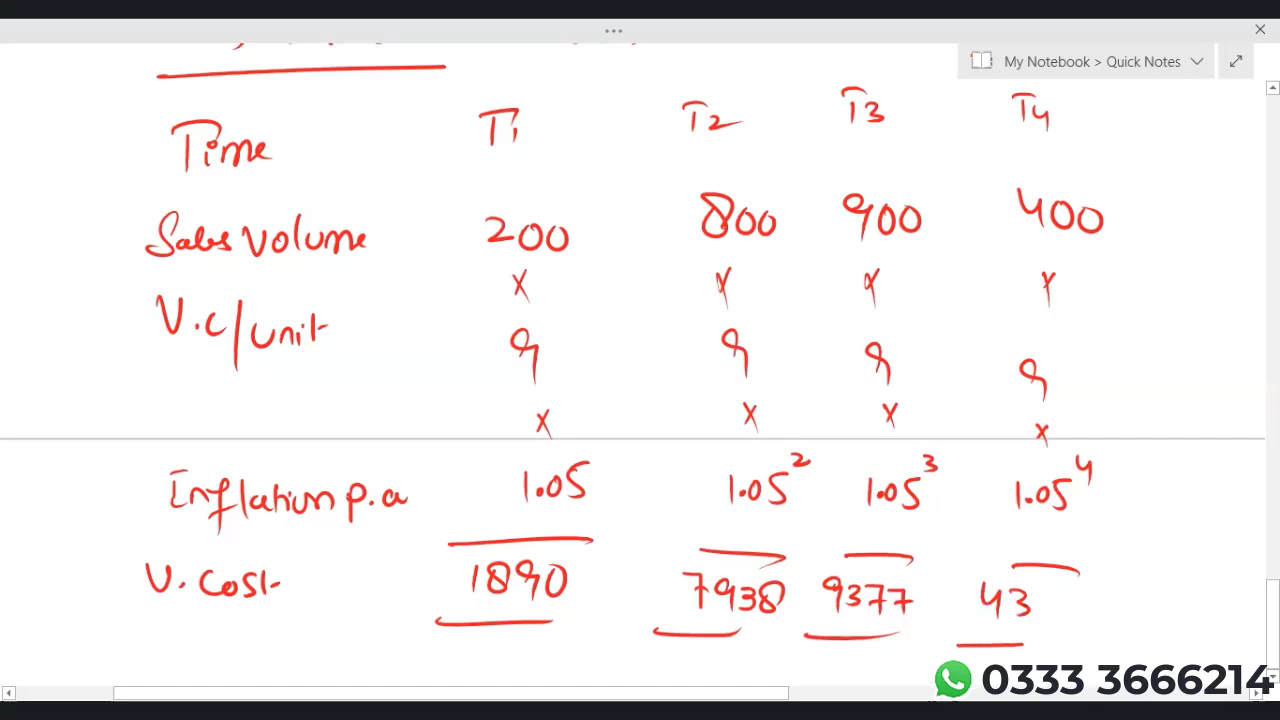 My Notebook > Quick Notes
Time T1 T2 T3 T4
Sales Volume 200 800 900 400
x x x x
V.C/unit 9 9 9 9
x x x x
Inflation p.a 1.05 1.05² 1.05³ 1.05⁴
V. Cost 1890 7938 9377 43
0333 3666214